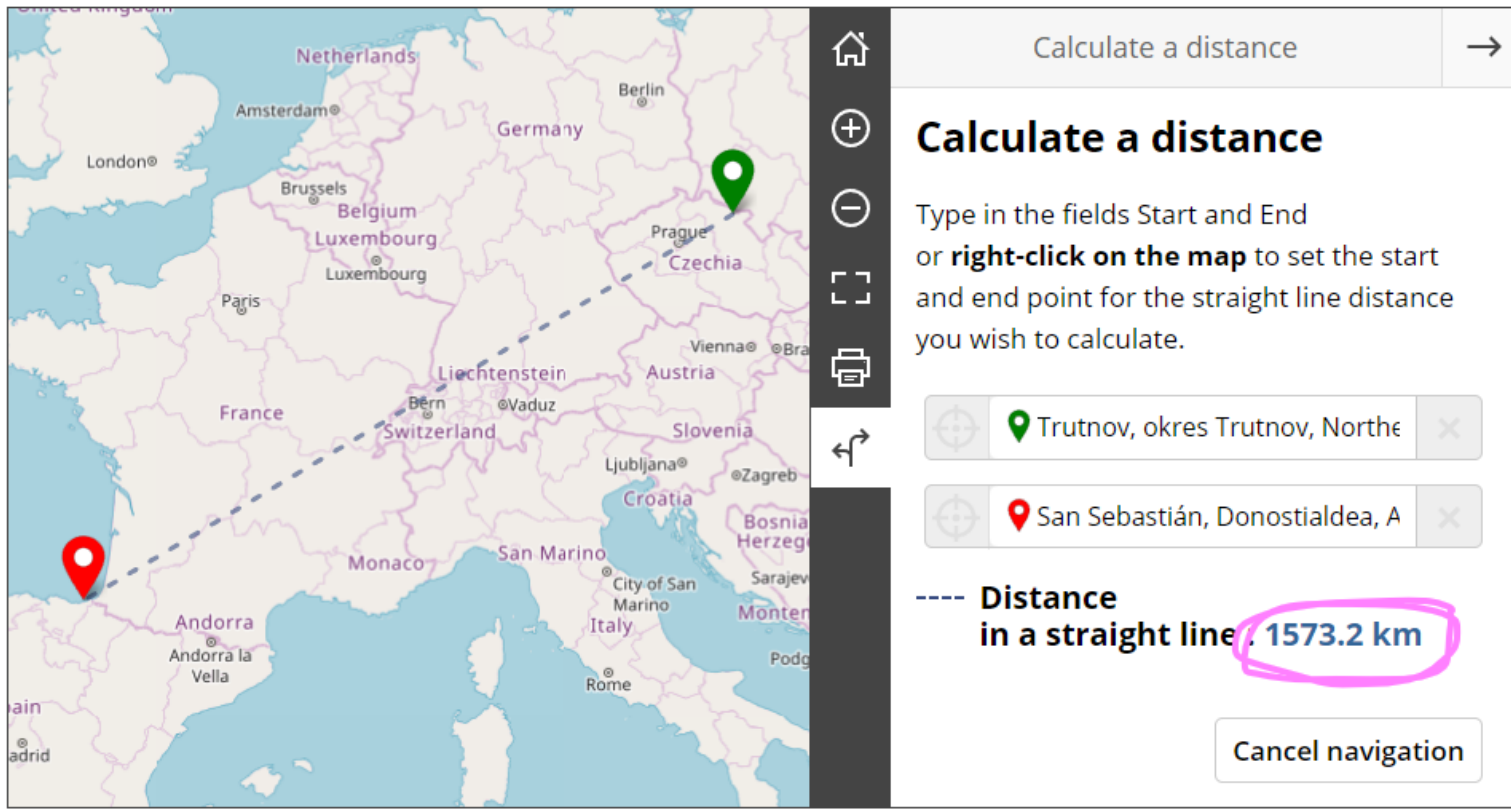 Netherlands
Berlin
Amsterdam
Germany
London
Brussels
Belgium
Prague
Luxembourg
Czechia
Luxembourg
Paris
Vienna
Bra
Liechtenstein
Austria
Bern
Vaduz
France
Switzerland
Slovenia
Ljubljana
Zagreb
Croatia
Bosnia
Herzeg
San Marino
Monaco
City of San
Marino
Sarajev
Andorra
Italy
Monten
Andorra la
Vella
Podg
Rome
ain
adrid
Calculate a distance
Calculate a distance
Type in the fields Start and End
or right-click on the map to set the start
and end point for the straight line distance
you wish to calculate.
Trutnov, okres Trutnov, Northe
San Sebastián, Donostialdea, A
Distance
in a straight line : 1573.2 km
Cancel navigation